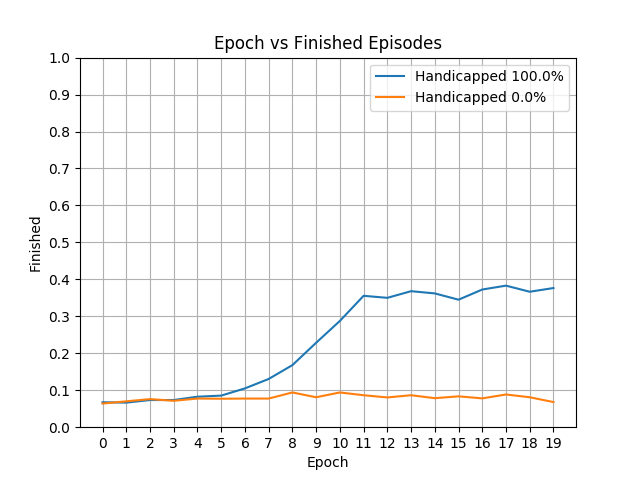 Epoch vs Finished Episodes
1.0
0.9
0.8
0.7
0.6
0.5
0.4
0.3
0.2
0.1
0.0
Finished
Handicapped 100.0%
Handicapped 0.0%
0 1 2 3 4 5 6 7 8 9 10 11 12 13 14 15 16 17 18 19
Epoch